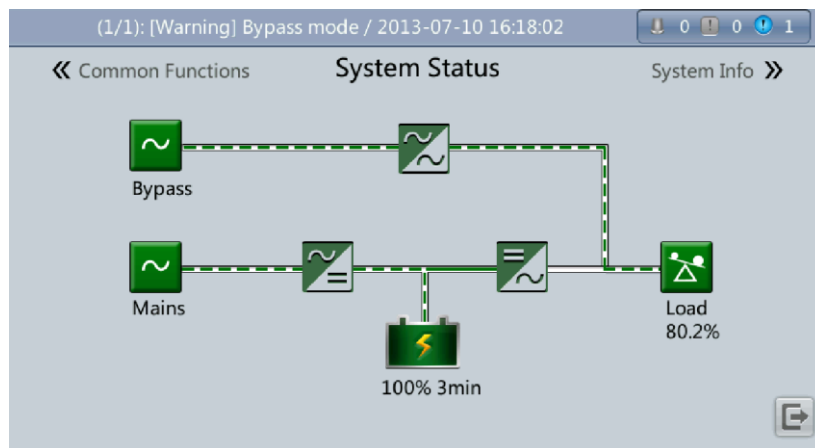 (1/1): [Warning] Bypass mode / 2013-07-10 16:18:02 0 0 1
Common Functions System Status System Info
Bypass
Mains
Load
80.2%
100% 3min